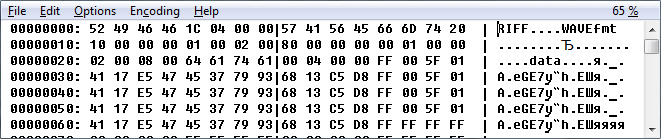 File Edit Options Encoding Help 65 %
00000000: 52 49 46 46 1C 04 00 00|57 41 56 45 66 6D 74 20 | RIFF....WAVEfmt
00000010: 10 00 00 00 01 00 02 00|80 00 00 00 00 01 00 00 | ........Ђ.......
00000020: 02 00 08 00 64 61 74 61|00 04 00 00 FF 00 5F 01 | ....data....я._.
00000030: 41 17 E5 47 45 37 79 93|68 13 C5 D8 FF 00 5F 01 | A.еGE7y“h.ЕШя._.
00000040: 41 17 E5 47 45 37 79 93|68 13 C5 D8 FF 00 5F 01 | A.еGE7y“h.ЕШя._.
00000050: 41 17 E5 47 45 37 79 93|68 13 C5 D8 FF 00 5F 01 | A.еGE7y“h.ЕШя._.
00000060: 41 17 E5 47 45 37 79 93|68 13 C5 D8 FF FF FF FF | A.еGE7y“h.ЕШяяяя